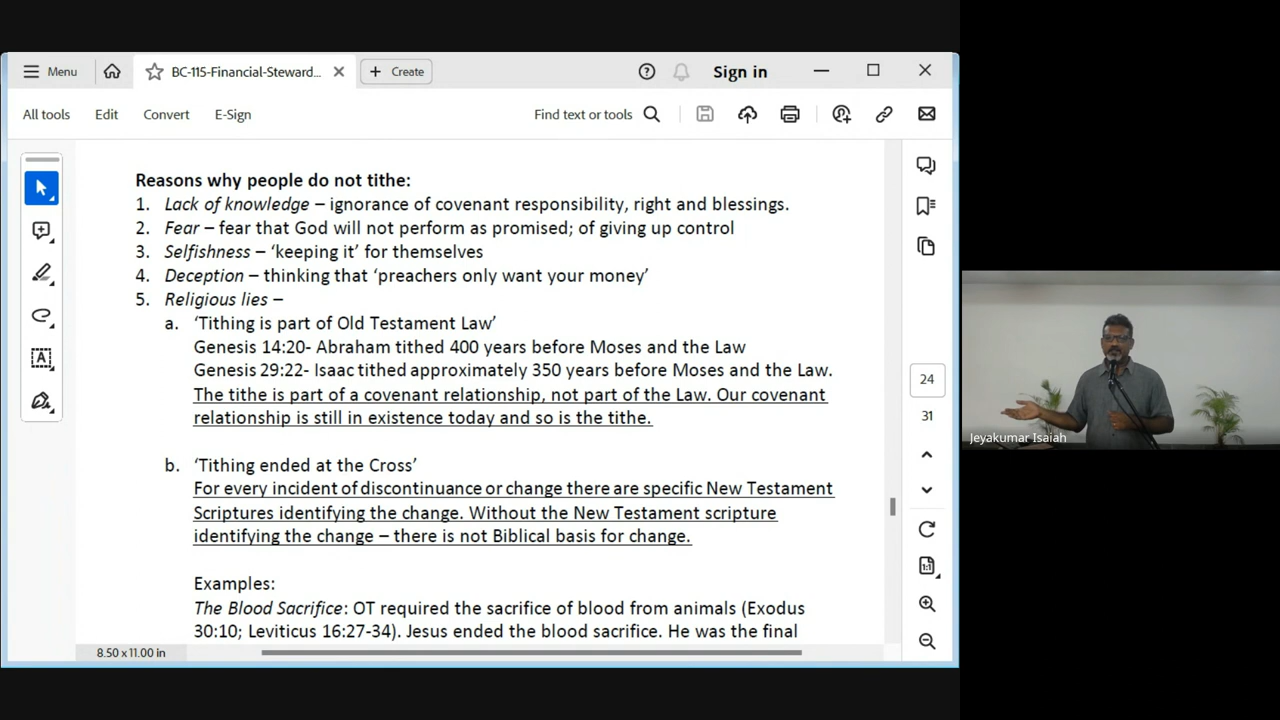 Menu
BC-115-Financial-Steward...
Create
Sign in
All tools
Edit
Convert
E-Sign
Find text or tools
Reasons why people do not tithe:
1. Lack of knowledge – ignorance of covenant responsibility, right and blessings.
2. Fear – fear that God will not perform as promised; of giving up control
3. Selfishness – ‘keeping it’ for themselves
4. Deception – thinking that ‘preachers only want your money’
5. Religious lies –
a. ‘Tithing is part of Old Testament Law’
Genesis 14:20- Abraham tithed 400 years before Moses and the Law
Genesis 29:22- Isaac tithed approximately 350 years before Moses and the Law.
The tithe is part of a covenant relationship, not part of the Law. Our covenant
relationship is still in existence today and so is the tithe.
b. ‘Tithing ended at the Cross’
For every incident of discontinuance or change there are specific New Testament
Scriptures identifying the change. Without the New Testament scripture
identifying the change – there is not Biblical basis for change.
Examples:
The Blood Sacrifice: OT required the sacrifice of blood from animals (Exodus
30:10; Leviticus 16:27-34). Jesus ended the blood sacrifice. He was the final
8.50 x 11.00 in
24
31
Jeyakumar Isaiah